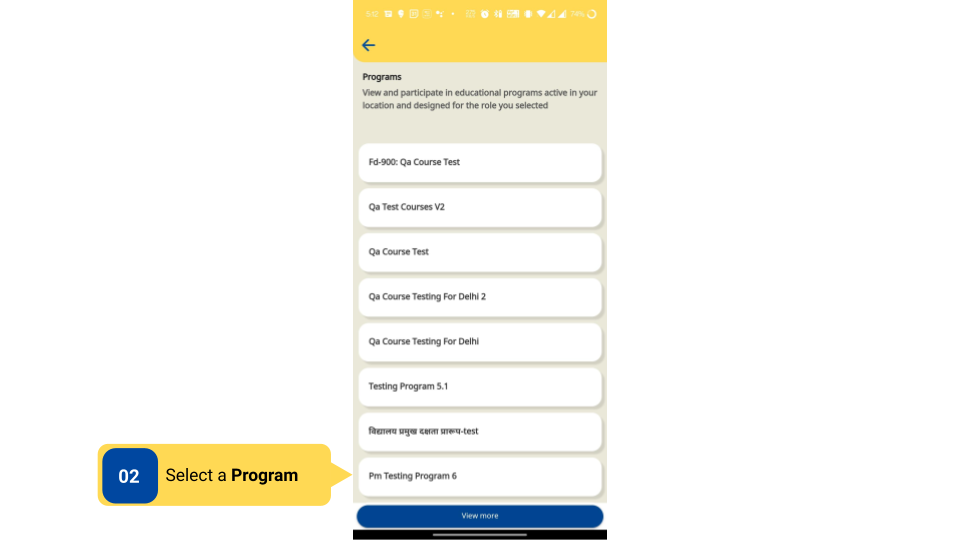 5:12
74%
Programs
View and participate in educational programs active in your
location and designed for the role you selected
Fd-900: Qa Course Test
Qa Test Courses V2
Qa Course Test
Qa Course Testing For Delhi 2
Qa Course Testing For Delhi
Testing Program 5.1
विद्यालय प्रमुख दक्षता प्रारूप-test
Pm Testing Program 6
02 Select a Program
View more